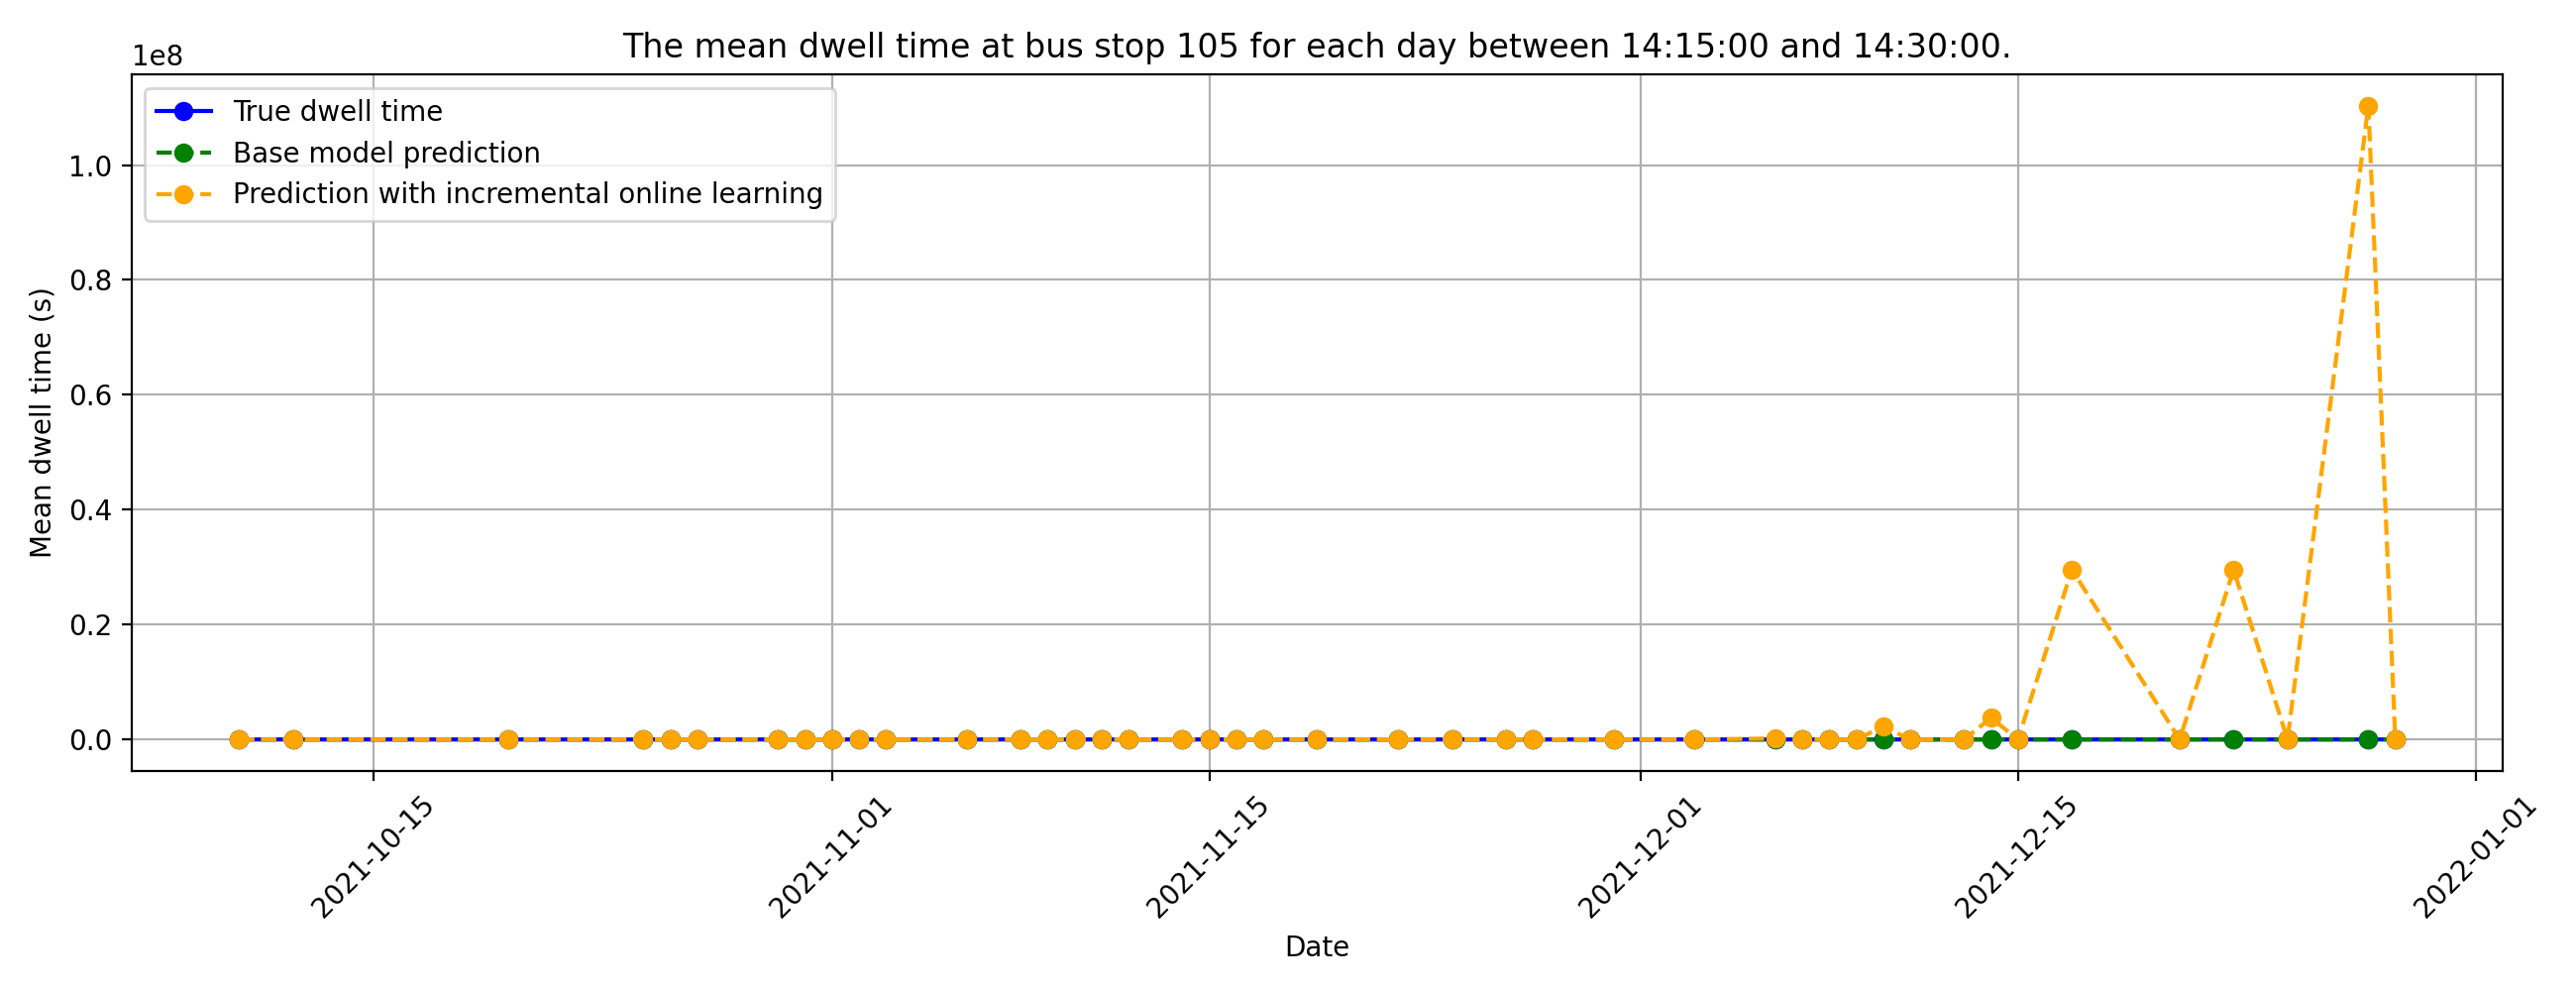 The mean dwell time at bus stop 105 for each day between 14:15:00 and 14:30:00.
1e8
True dwell time
Base model prediction
Prediction with incremental online learning
1.0
0.8
0.6
0.4
0.2
0.0
Mean dwell time (s)
2021-10-15
2021-11-01
2021-11-15
2021-12-01
2021-12-15
2022-01-01
Date